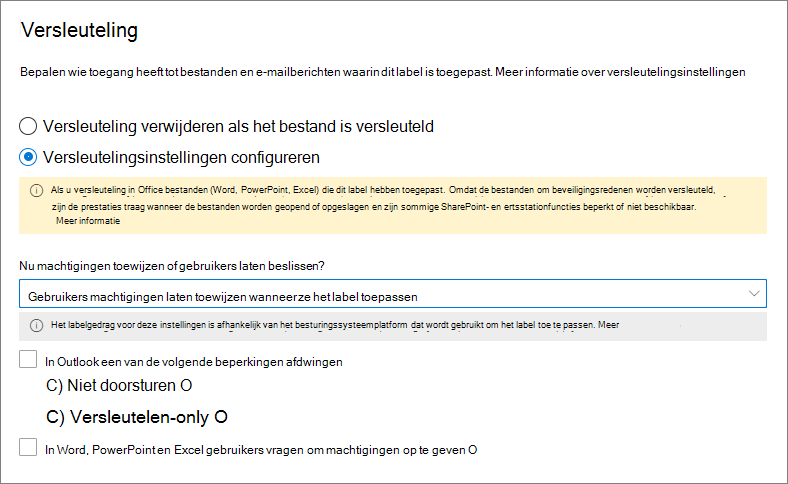 Versleuteling
Bepalen wie toegang heeft tot bestanden en e-mailberichten waarin dit label is toegepast. Meer informatie over versleutelingsinstellingen
Versleuteling verwijderen als het bestand is versleuteld
Versleutelingsinstellingen configureren
Als u versleuteling in Office bestanden (Word, PowerPoint, Excel) die dit label hebben toegepast. Omdat de bestanden om beveiligingsredenen worden versleuteld,
zijn de prestaties traag wanneer de bestanden worden geopend of opgeslagen en zijn sommige SharePoint- en ertsstationfuncties beperkt of niet beschikbaar.
Meer informatie
Nu machtigingen toewijzen of gebruikers laten beslissen?
Gebruikers machtigingen laten toewijzen wanneer ze het label toepassen
Het labelgedrag voor deze instellingen is afhankelijk van het besturingssysteemplatform dat wordt gebruikt om het label toe te passen. Meer
In Outlook een van de volgende beperkingen afdwingen
C) Niet doorsturen O
C) Versleutelen-only O
In Word, PowerPoint en Excel gebruikers vragen om machtigingen op te geven O